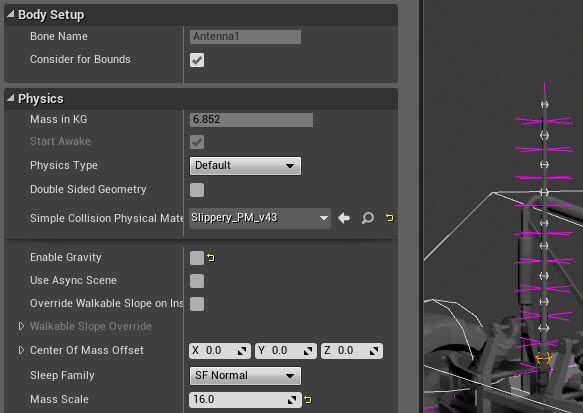 Body Setup
Bone Name Antenna1
Consider for Bounds
Physics
Mass in KG 6.852
Start Awake
Physics Type Default
Double Sided Geometry
Simple Collision Physical Mate Slippery_PM_v43
Enable Gravity
Use Async Scene
Override Walkable Slope on Ins
Walkable Slope Override
Center Of Mass Offset X 0.0 Y 0.0 Z 0.0
Sleep Family SF Normal
Mass Scale 16.0